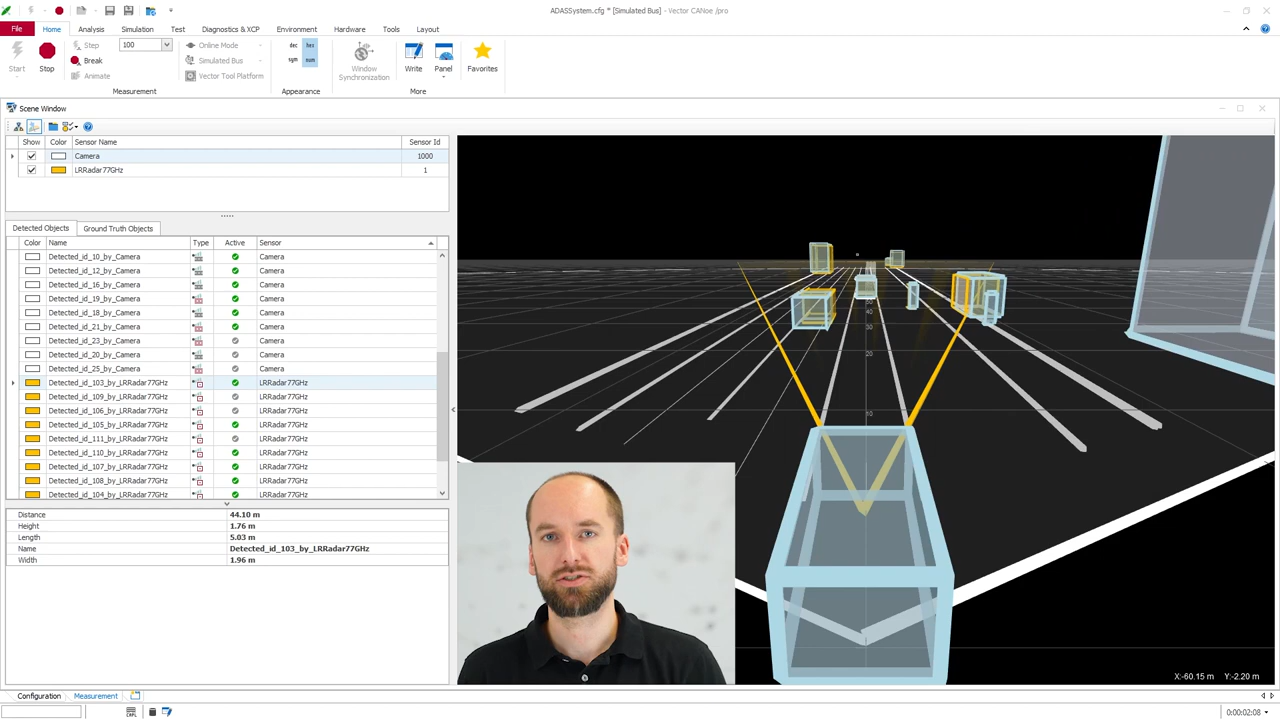 ADASSystem.cfg * [Simulated Bus] - Vector CANoe /pro
File Home Analysis Simulation Test Diagnostics & XCP Environment Hardware Tools Layout
Start
Stop
Step 100
Break
Animate
Measurement
Online Mode
Simulated Bus
Vector Tool Platform
dec hex
sym num
Appearance
Window
Synchronization
Write Panel Favorites
More
Scene Window
Show Color Sensor Name Sensor Id
Camera 1000
LRRadar77GHz 1
Detected Objects Ground Truth Objects
Color Name Type Active Sensor
Detected_id_10_by_Camera Camera
Detected_id_12_by_Camera Camera
Detected_id_16_by_Camera Camera
Detected_id_19_by_Camera Camera
Detected_id_18_by_Camera Camera
Detected_id_21_by_Camera Camera
Detected_id_23_by_Camera Camera
Detected_id_20_by_Camera Camera
Detected_id_25_by_Camera Camera
Detected_id_103_by_LRRadar77GHz LRRadar77GHz
Detected_id_109_by_LRRadar77GHz LRRadar77GHz
Detected_id_106_by_LRRadar77GHz LRRadar77GHz
Detected_id_105_by_LRRadar77GHz LRRadar77GHz
Detected_id_111_by_LRRadar77GHz LRRadar77GHz
Detected_id_110_by_LRRadar77GHz LRRadar77GHz
Detected_id_107_by_LRRadar77GHz LRRadar77GHz
Detected_id_108_by_LRRadar77GHz LRRadar77GHz
Detected_id_104_by_LRRadar77GHz LRRadar77GHz
Distance 44.10 m
Height 1.76 m
Length 5.03 m
Name Detected_id_103_by_LRRadar77GHz
Width 1.96 m
40
30
20
10
X:-60.15 m Y:-2.20 m
Configuration Measurement
0:00:02:08